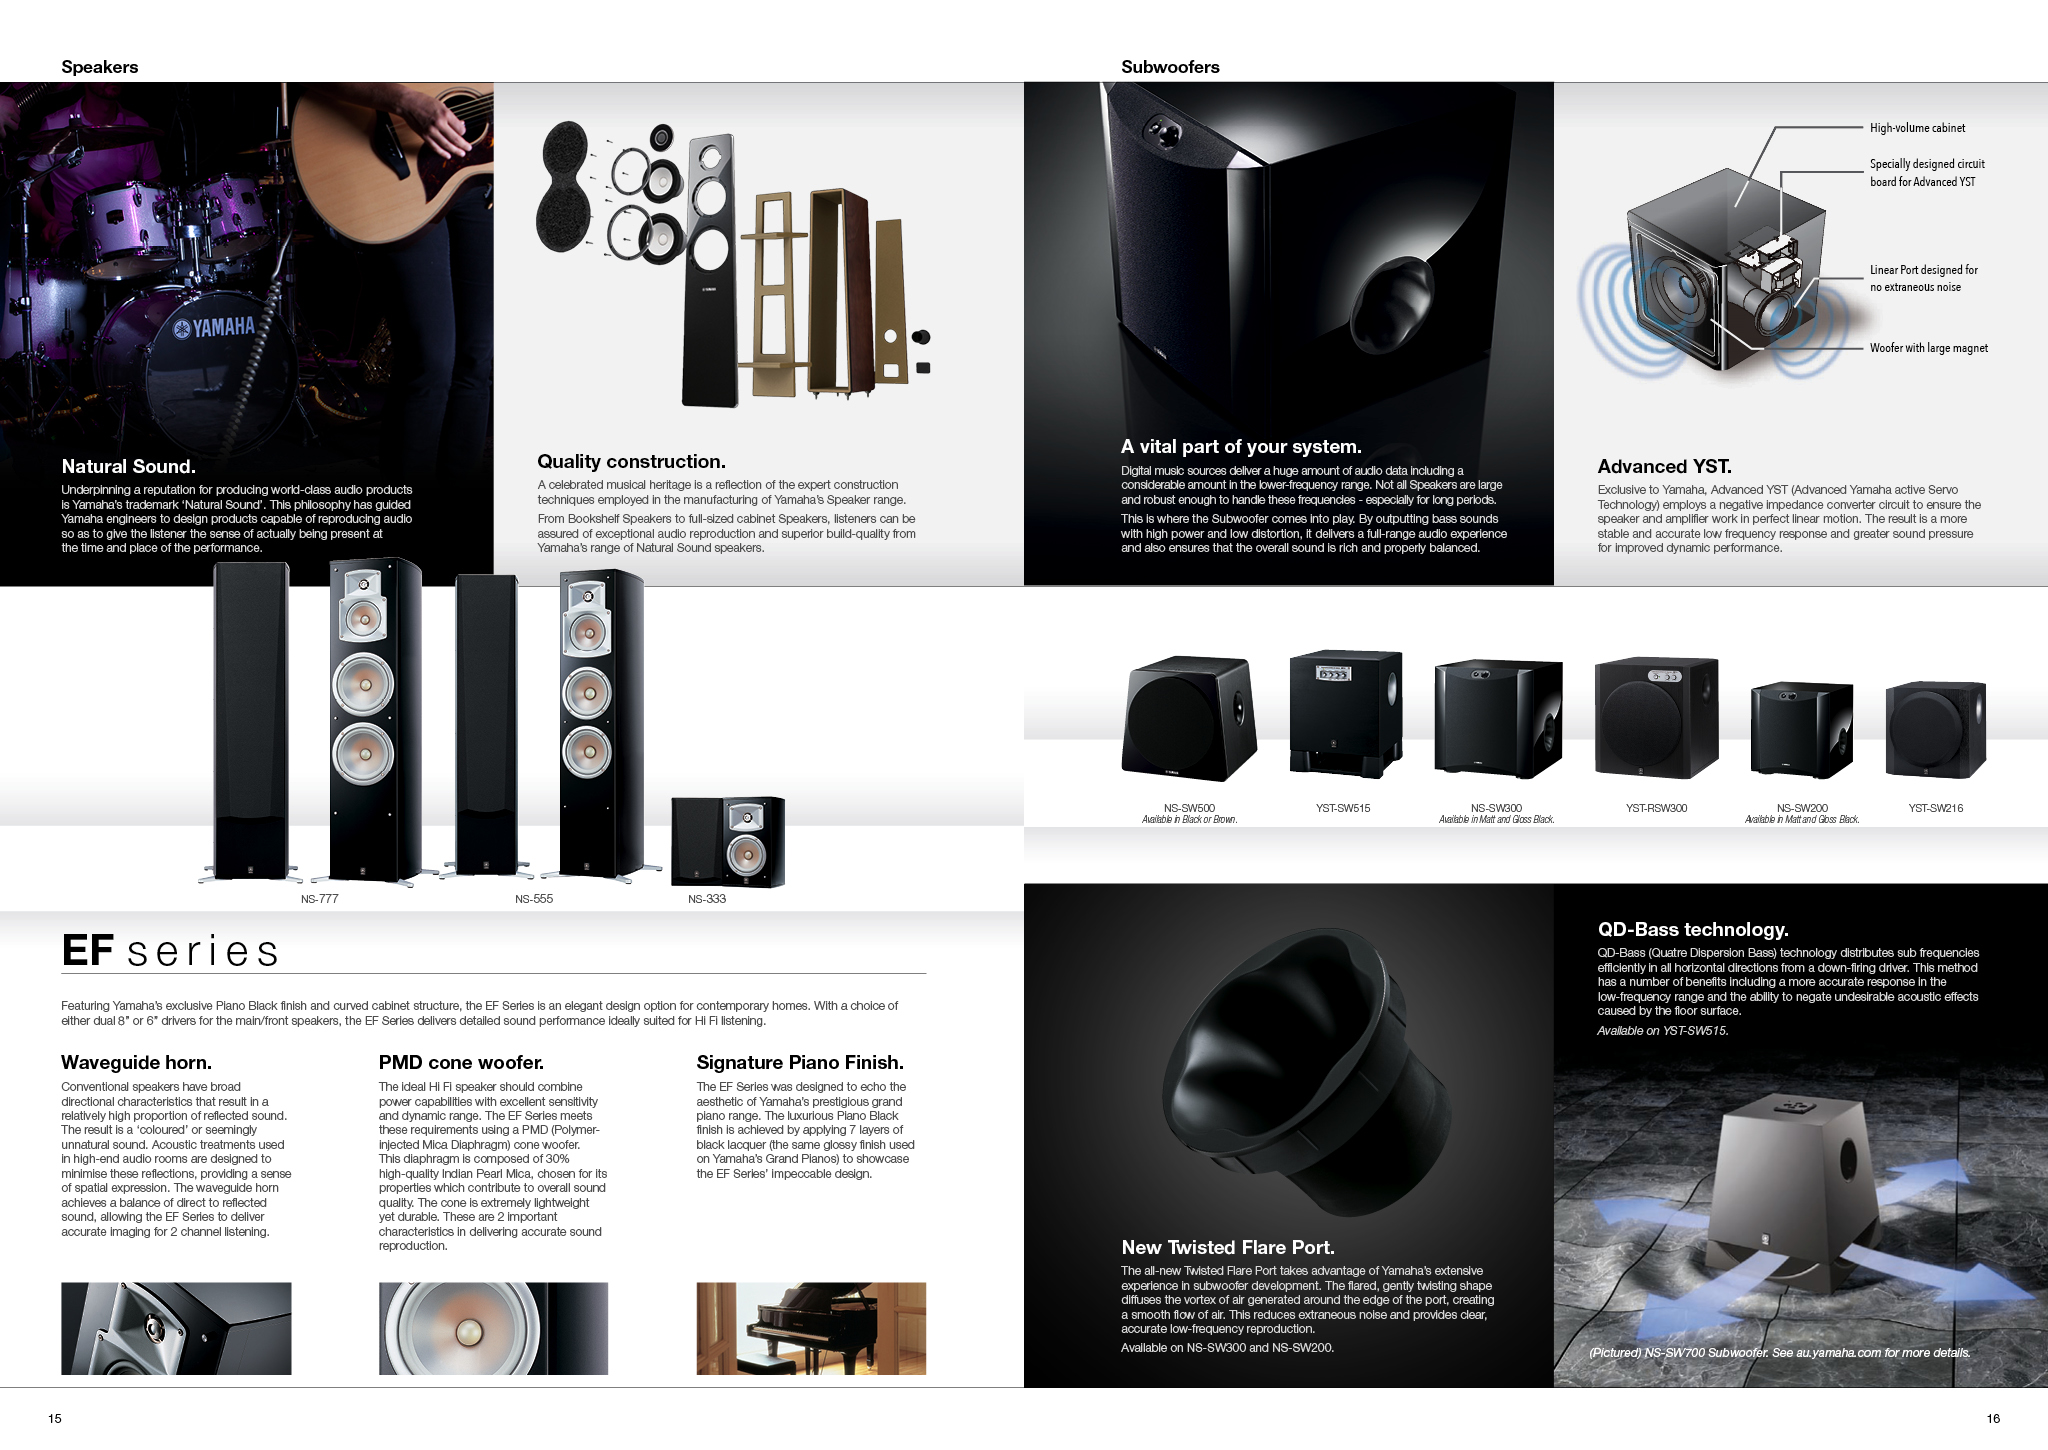 Speakers
YAMAHA
Natural Sound.
Underpinning a reputation for producing world-class audio products
is Yamaha's trademark 'Natural Sound'. This philosophy has guided
Yamaha engineers to design products capable of reproducing audio
so as to give the listener the sense of actually being present at
the time and place of the performance.
Quality construction.
A celebrated musical heritage is a reflection of the expert construction
techniques employed in the manufacturing of Yamaha's Speaker range.
From Bookshelf Speakers to full-sized cabinet Speakers, listeners can be
assured of exceptional audio reproduction and superior build-quality from
Yamaha's range of Natural Sound speakers.
NS-777
NS-555
NS-333
EF series
Featuring Yamaha's exclusive Piano Black finish and curved cabinet structure, the EF Series is an elegant design option for contemporary homes. With a choice of
either dual 8" or 6" drivers for the main/front speakers, the EF Series delivers detailed sound performance ideally suited for Hi Fi listening.
Waveguide horn.
Conventional speakers have broad
directional characteristics that result in a
relatively high proportion of reflected sound.
The result is a 'coloured' or seemingly
unnatural sound. Acoustic treatments used
in high-end audio rooms are designed to
minimise these reflections, providing a sense
of spatial expression. The waveguide horn
achieves a balance of direct to reflected
sound, allowing the EF Series to deliver
accurate imaging for 2 channel listening.
PMD cone woofer.
The ideal Hi Fi speaker should combine
power capabilities with excellent sensitivity
and dynamic range. The EF Series meets
these requirements using a PMD (Polymer-
injected Mica Diaphragm) cone woofer.
This diaphragm is composed of 30%
high-quality Indian Pearl Mica, chosen for its
properties which contribute to overall sound
quality. The cone is extremely lightweight
yet durable. These are 2 important
characteristics in delivering accurate sound
reproduction.
Signature Piano Finish.
The EF Series was designed to echo the
aesthetic of Yamaha's prestigious grand
piano range. The luxurious Piano Black
finish is achieved by applying 7 layers of
black lacquer (the same glossy finish used
on Yamaha's Grand Pianos) to showcase
the EF Series' impeccable design.
15
Subwoofers
A vital part of your system.
Digital music sources deliver a huge amount of audio data including a
considerable amount in the lower-frequency range. Not all Speakers are large
and robust enough to handle these frequencies - especially for long periods.
This is where the Subwoofer comes into play. By outputting bass sounds
with high power and low distortion, it delivers a full-range audio experience
and also ensures that the overall sound is rich and properly balanced.
High-volume cabinet
Specially designed circuit
board for Advanced YST
Linear Port designed for
no extraneous noise
Woofer with large magnet
Advanced YST.
Exclusive to Yamaha, Advanced YST (Advanced Yamaha active Servo
Technology) employs a negative impedance converter circuit to ensure the
speaker and amplifier work in perfect linear motion. The result is a more
stable and accurate low frequency response and greater sound pressure
for improved dynamic performance.
NS-SW500
Available in Black or Brown.
YST-SW515
NS-SW300
Available in Matt and Gloss Black.
YST-RSW300
NS-SW200
Available in Matt and Gloss Black.
YST-SW216
New Twisted Flare Port.
The all-new Twisted Flare Port takes advantage of Yamaha's extensive
experience in subwoofer development. The flared, gently twisting shape
diffuses the vortex of air generated around the edge of the port, creating
a smooth flow of air. This reduces extraneous noise and provides clear,
accurate low-frequency reproduction.
Available on NS-SW300 and NS-SW200.
QD-Bass technology.
QD-Bass (Quatre Dispersion Bass) technology distributes sub frequencies
efficiently in all horizontal directions from a down-firing driver. This method
has a number of benefits including a more accurate response in the
low-frequency range and the ability to negate undesirable acoustic effects
caused by the floor surface.
Available on YST-SW515.
(Pictured) NS-SW700 Subwoofer. See au.yamaha.com for more details.
16